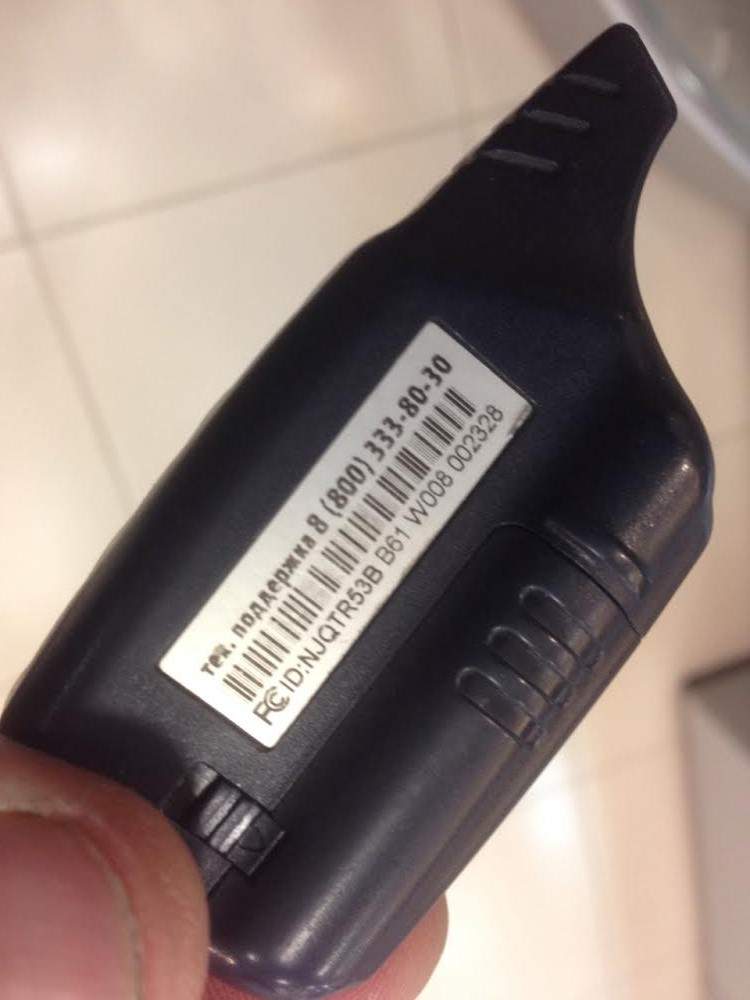 тех. поддержка 8 (800) 333-80-30
FC ID:NJQTR53B B61 W008 002328